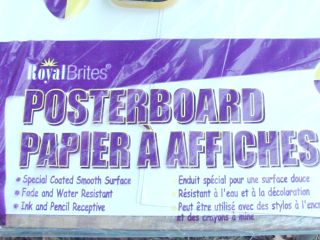 RoyalBrites®
POSTERBOARD
PAPIER A AFFICHES
• Special Coated Smooth Surface
• Fade and Water Resistant
• Ink and Pencil Receptive
Enduit spécial pour une surface douce
Résistant à l'eau et à la décoloration
Peut être utilisé avec des stylos à l'encre
et des crayons à mine